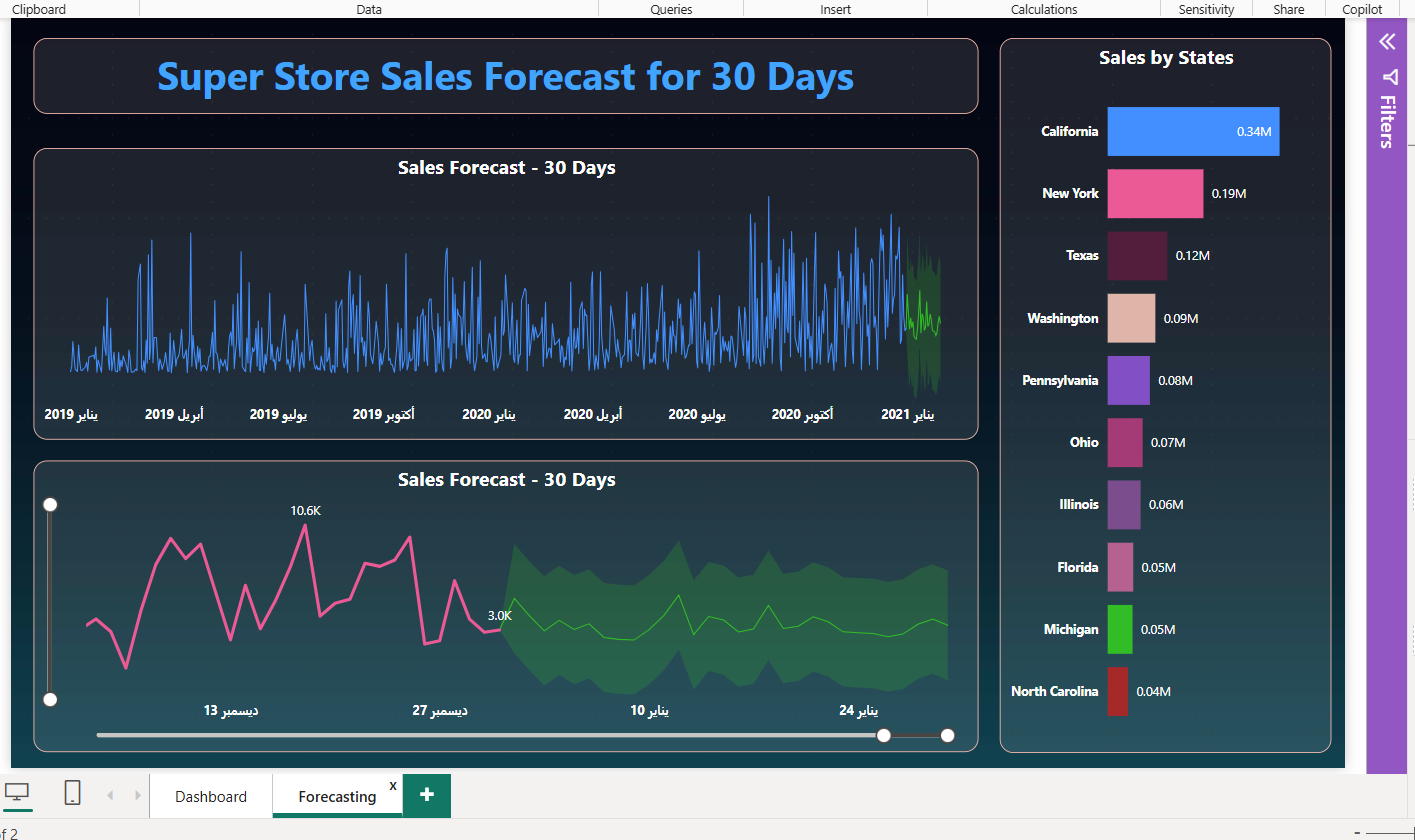 Clipboard
Data
Queries
Insert
Calculations
Sensitivity
Share
Copilot
Super Store Sales Forecast for 30 Days
Sales Forecast - 30 Days
يناير 2019
أبريل 2019
يوليو 2019
أكتوبر 2019
يناير 2020
أبريل 2020
يوليو 2020
أكتوبر 2020
يناير 2021
Sales Forecast - 30 Days
10.6K
3.0K
13 ديسمبر
27 ديسمبر
10 يناير
24 يناير
Sales by States
California 0.34M
New York 0.19M
Texas 0.12M
Washington 0.09M
Pennsylvania 0.08M
Ohio 0.07M
Illinois 0.06M
Florida 0.05M
Michigan 0.05M
North Carolina 0.04M
Filters
Dashboard
Forecasting
x
+
of 2